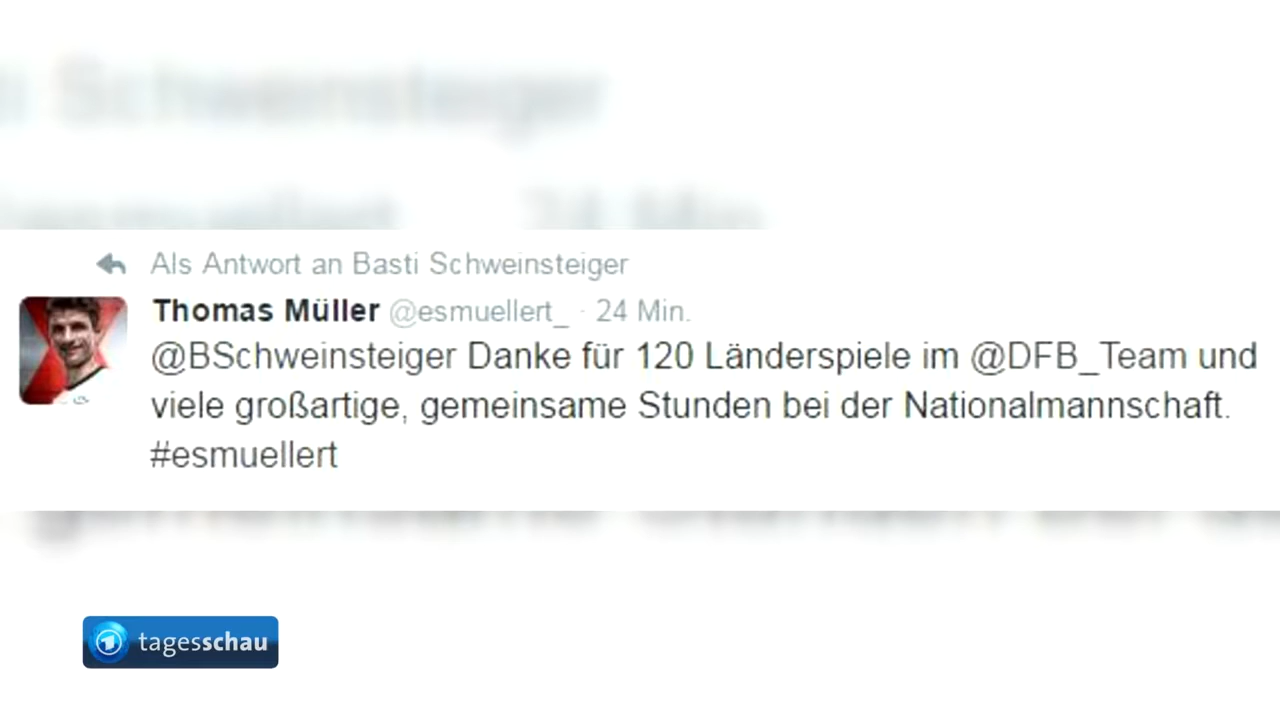 Als Antwort an Basti Schweinsteiger
Thomas Müller @esmuellert_ · 24 Min.
@BSchweinsteiger Danke für 120 Länderspiele im @DFB_Team und
viele großartige, gemeinsame Stunden bei der Nationalmannschaft.
#esmuellert
tagesschau